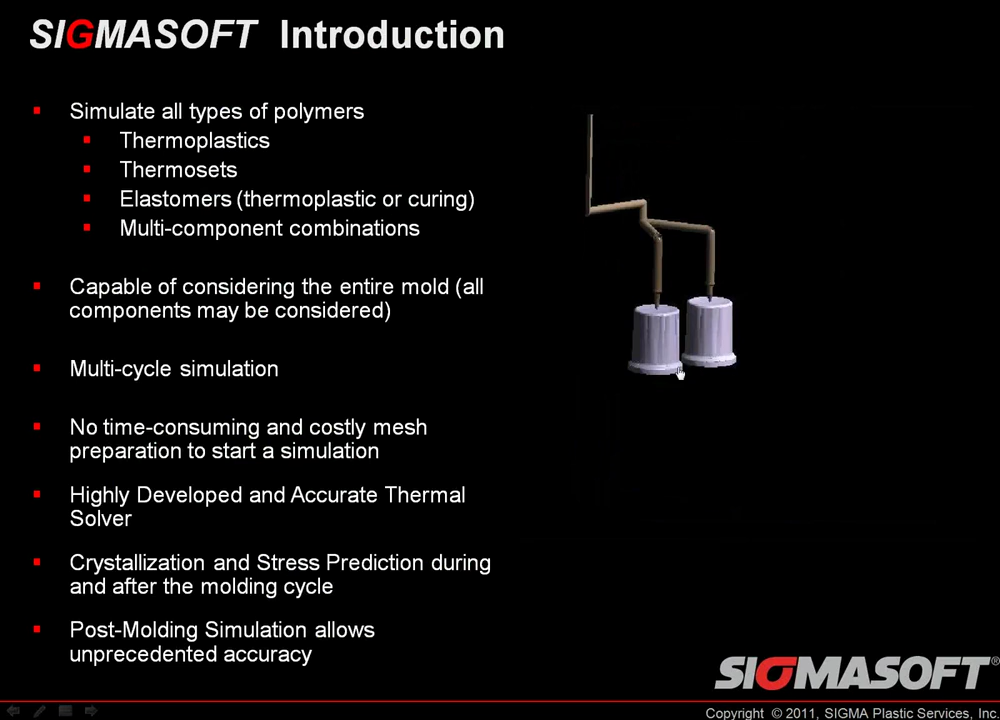 SIGMASOFT Introduction
Simulate all types of polymers
Thermoplastics
Thermosets
Elastomers (thermoplastic or curing)
Multi-component combinations
Capable of considering the entire mold (all
components may be considered)
Multi-cycle simulation
No time-consuming and costly mesh
preparation to start a simulation
Highly Developed and Accurate Thermal
Solver
Crystallization and Stress Prediction during
and after the molding cycle
Post-Molding Simulation allows
unprecedented accuracy
SIGMASOFT®
Copyright © 2011, SIGMA Plastic Services, Inc.